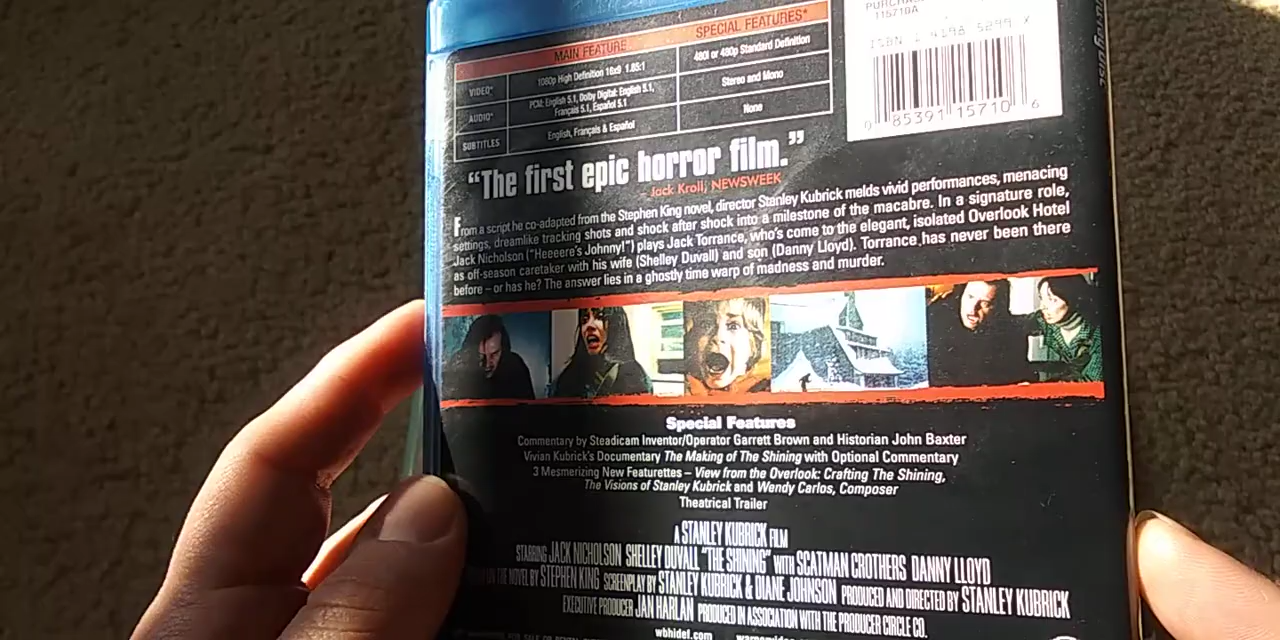 PURCHAS
115710A
ISBN 1 4198 5299 X
0 85391 15710 6
MAIN FEATURE SPECIAL FEATURES*
VIDEO* 1080p High Definition 16x9 1.85:1 480i or 480p Standard Definition
AUDIO* PCM: English 5.1, Dolby Digital: English 5.1, Français 5.1, Español 5.1 Stereo and Mono
SUBTITLES English, Français & Español None
“The first epic horror film.”
Jack Kroll, NEWSWEEK
From a script he co-adapted from the Stephen King novel, director Stanley Kubrick melds vivid performances, menacing
settings, dreamlike tracking shots and shock after shock into a milestone of the macabre. In a signature role,
Jack Nicholson (“Heeeere’s Johnny!”) plays Jack Torrance, who’s come to the elegant, isolated Overlook Hotel
as off-season caretaker with his wife (Shelley Duvall) and son (Danny Lloyd). Torrance has never been there
before – or has he? The answer lies in a ghostly time warp of madness and murder.
Special Features
Commentary by Steadicam Inventor/Operator Garrett Brown and Historian John Baxter
Vivian Kubrick’s Documentary The Making of The Shining with Optional Commentary
3 Mesmerizing New Featurettes – View from the Overlook: Crafting The Shining,
The Visions of Stanley Kubrick and Wendy Carlos, Composer
Theatrical Trailer
A STANLEY KUBRICK FILM
STARRING JACK NICHOLSON SHELLEY DUVALL “THE SHINING” WITH SCATMAN CROTHERS DANNY LLOYD
THE NOVEL BY STEPHEN KING SCREENPLAY BY STANLEY KUBRICK & DIANE JOHNSON PRODUCED AND DIRECTED BY STANLEY KUBRICK
EXECUTIVE PRODUCER JAN HARLAN PRODUCED IN ASSOCIATION WITH THE PRODUCER CIRCLE CO.
wbhidef.com